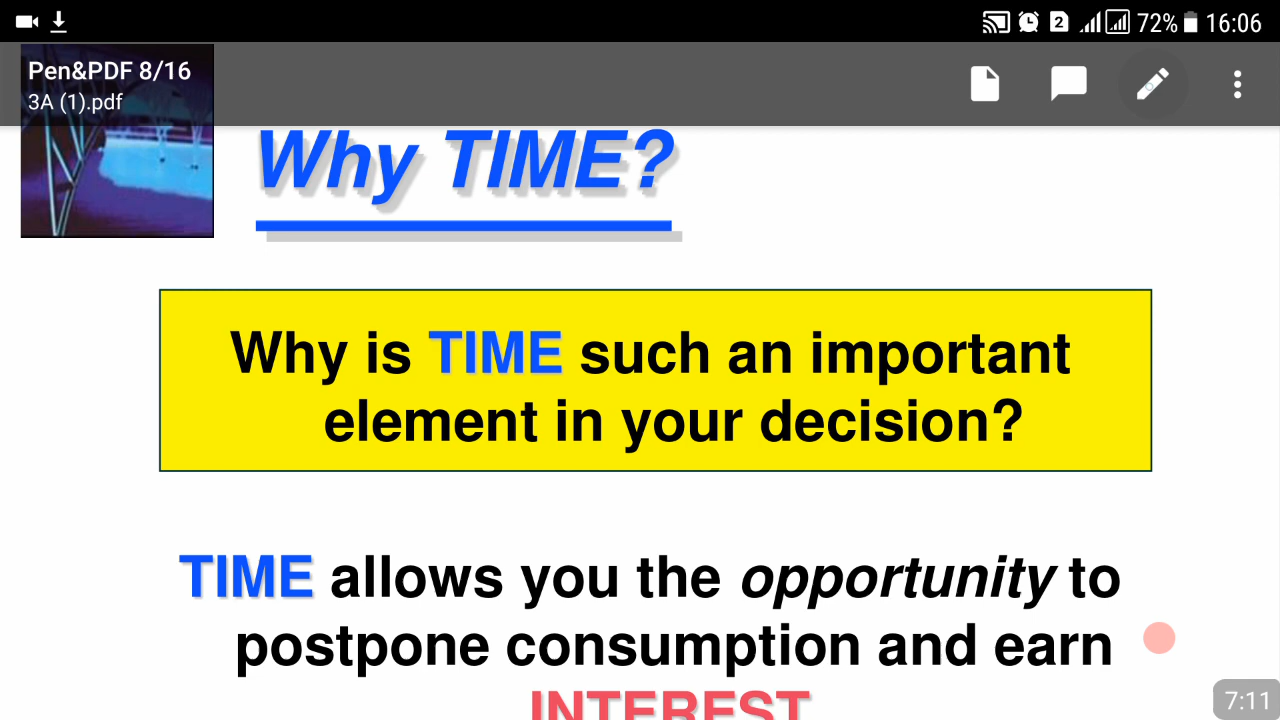 2 72% 16:06
Pen&PDF 8/16
3A (1).pdf
Why TIME?
Why is TIME such an important
element in your decision?
TIME allows you the opportunity to
postpone consumption and earn
INTEREST
7:11